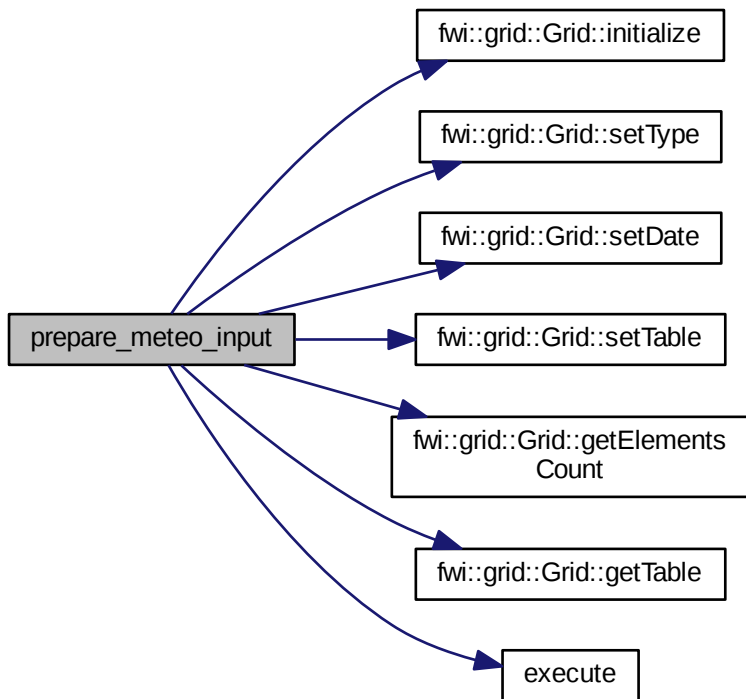 fwi::grid::Grid::initialize
fwi::grid::Grid::setType
fwi::grid::Grid::setDate
prepare_meteo_input
fwi::grid::Grid::setTable
fwi::grid::Grid::getElements
Count
fwi::grid::Grid::getTable
execute